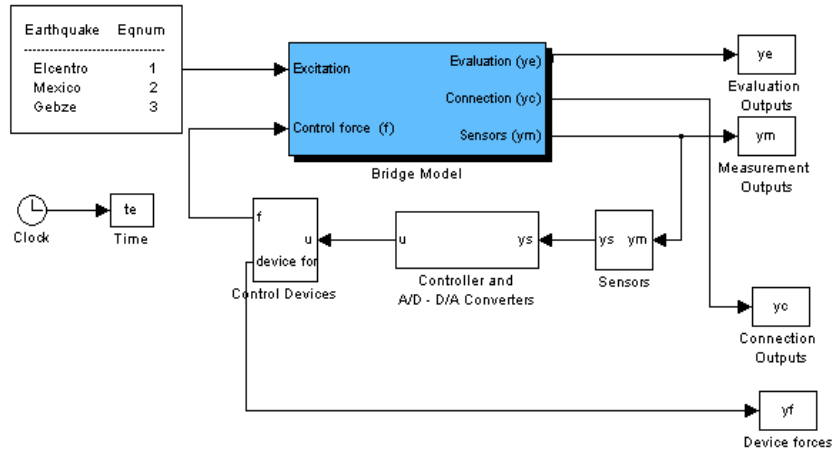 Earthquake Eqnum
--------------------------------
Elcentro 1
Mexico 2
Gebze 3
Excitation
Control force (f)
Evaluation (ye)
Connection (yc)
Sensors (ym)
Bridge Model
ye
Evaluation
Outputs
ym
Measurement
Outputs
Clock
te
Time
f
u
device for
Control Devices
u ys
Controller and
A/D - D/A Converters
ys ym
Sensors
yc
Connection
Outputs
yf
Device forces